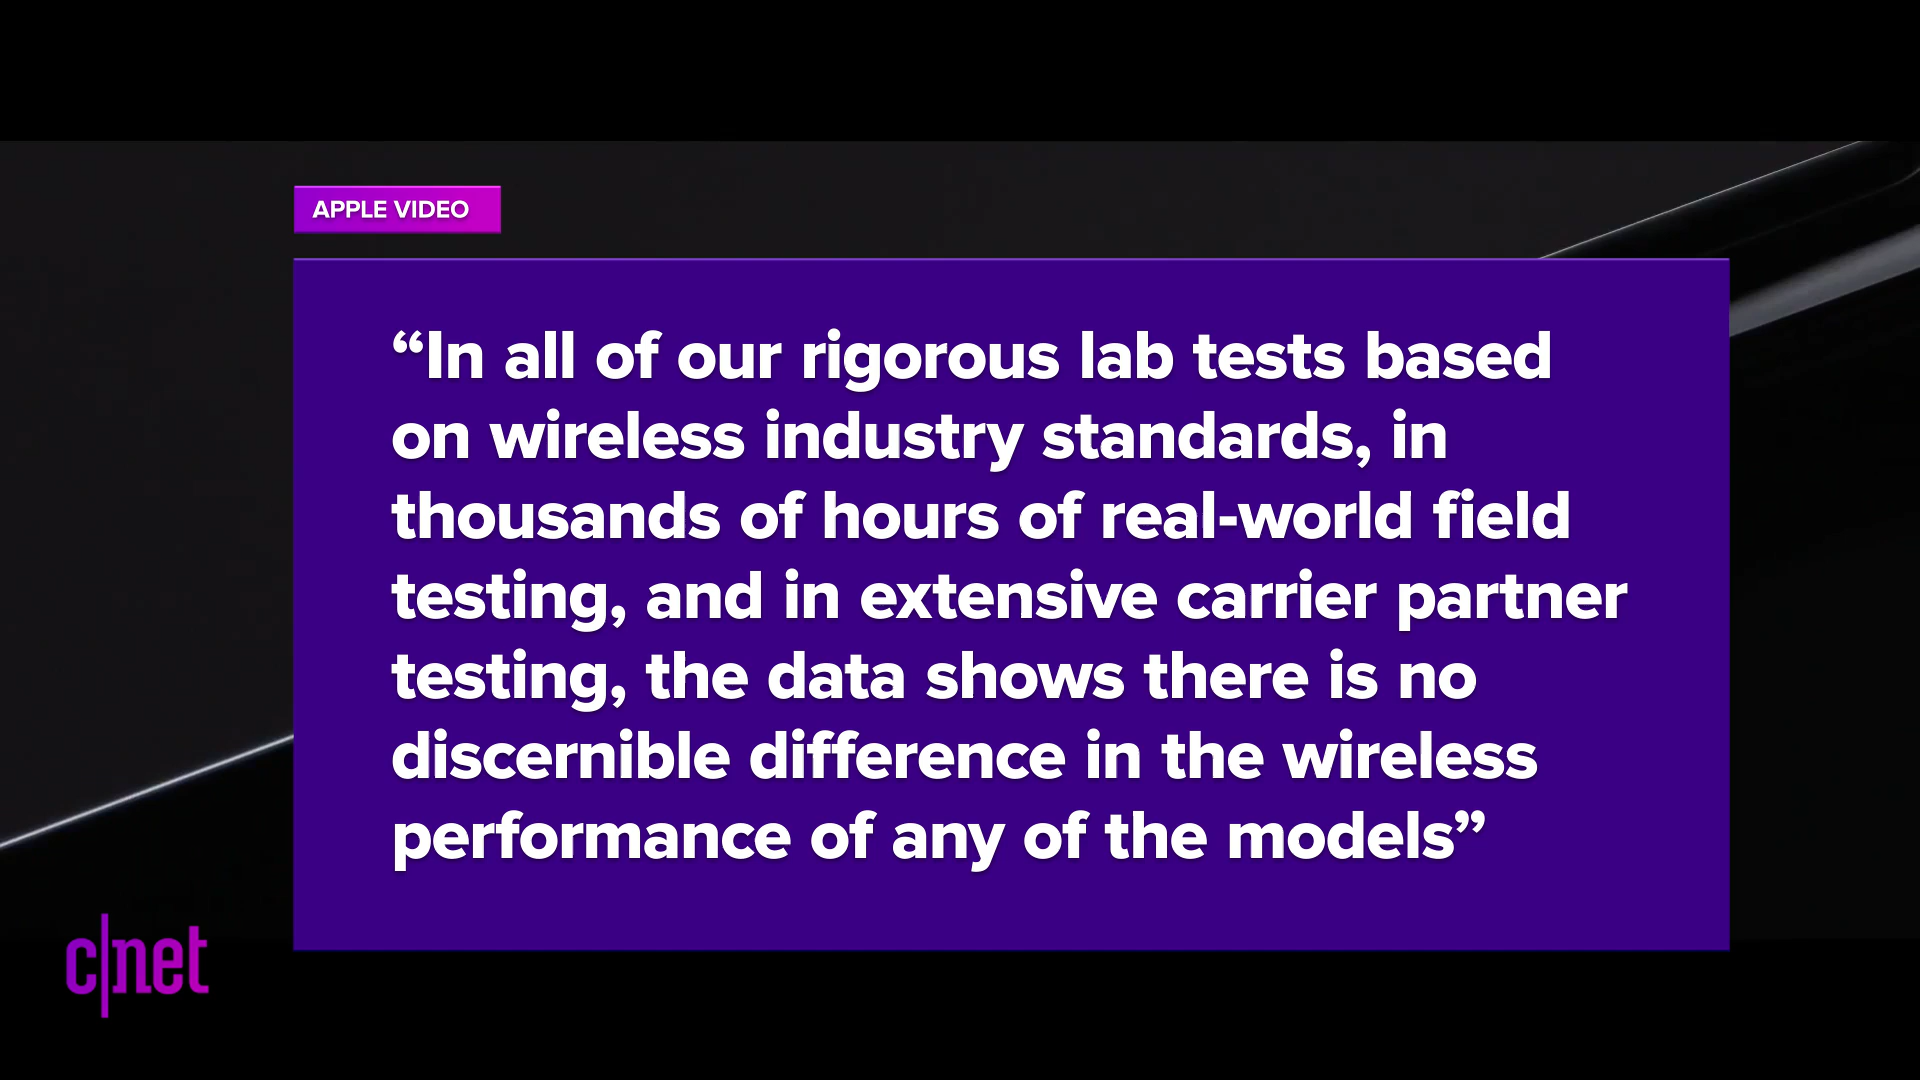 APPLE VIDEO
“In all of our rigorous lab tests based
on wireless industry standards, in
thousands of hours of real-world field
testing, and in extensive carrier partner
testing, the data shows there is no
discernible difference in the wireless
performance of any of the models”
c|net